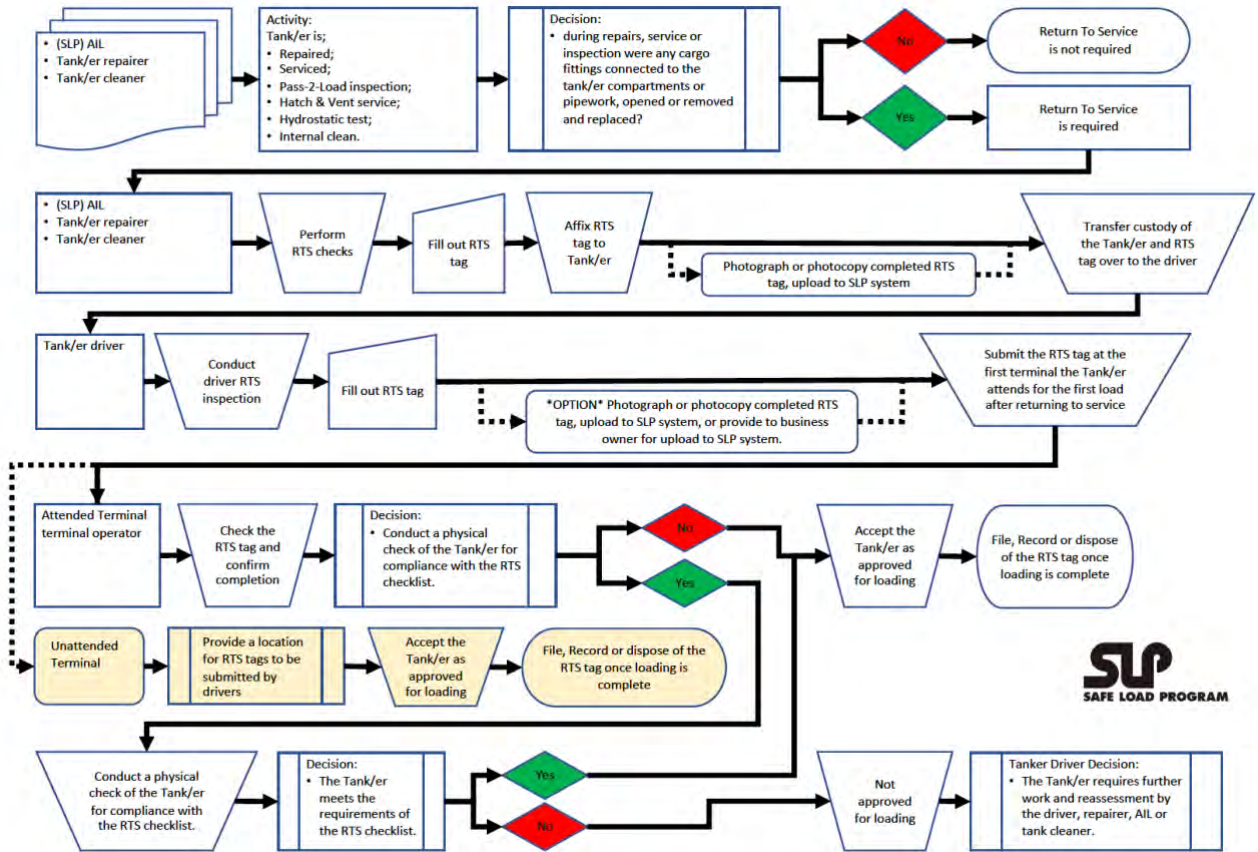 • (SLP) AIL
• Tank/er repairer
• Tank/er cleaner
Activity:
Tank/er is;
• Repaired;
• Serviced;
• Pass-2-Load inspection;
• Hatch & Vent service;
• Hydrostatic test;
• Internal clean.
Decision:
• during repairs, service or
inspection were any cargo
fittings connected to the
tank/er compartments or
pipework, opened or removed
and replaced?
No
Return To Service
is not required
Yes
Return To Service
is required
• (SLP) AIL
• Tank/er repairer
• Tank/er cleaner
Perform
RTS checks
Fill out RTS
tag
Affix RTS
tag to
Tank/er
Photograph or photocopy completed RTS
tag, upload to SLP system
Transfer custody
of the Tank/er and RTS
tag over to the driver
Tank/er driver
Conduct
driver RTS
inspection
Fill out RTS tag
*OPTION* Photograph or photocopy completed RTS
tag, upload to SLP system, or provide to business
owner for upload to SLP system.
Submit the RTS tag at the
first terminal the Tank/er
attends for the first load
after returning to service
Attended Terminal
terminal operator
Check the
RTS tag and
confirm
completion
Decision:
• Conduct a physical
check of the Tank/er for
compliance with the RTS
checklist.
No
Yes
Accept the
Tank/er as
approved
for loading
File, Record or dispose
of the RTS tag once
loading is complete
Unattended
Terminal
Provide a location
for RTS tags to be
submitted by
drivers
Accept the
Tank/er as
approved
for loading
File, Record or dispose of the
RTS tag once loading is
complete
SLP
SAFE LOAD PROGRAM
Conduct a physical
check of the Tank/er
for compliance with
the RTS checklist.
Decision:
• The Tank/er
meets the
requirements of
the RTS checklist.
Yes
No
Not
approved
for loading
Tanker Driver Decision:
• The Tank/er requires further
work and reassessment by
the driver, repairer, AIL or
tank cleaner.